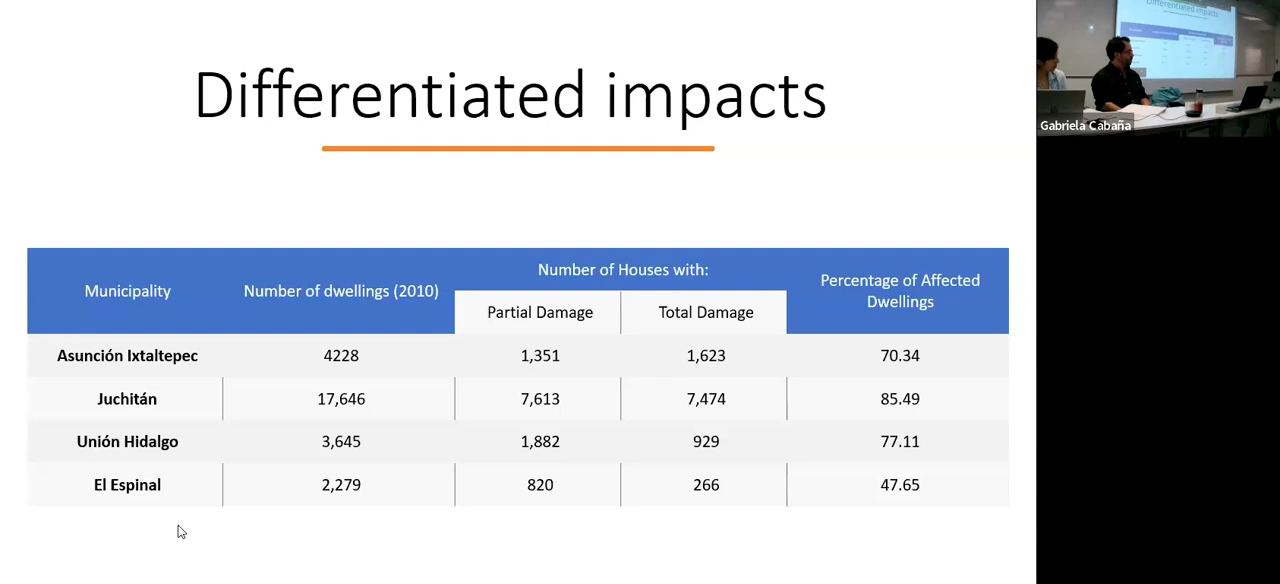 Differentiated impacts
Municipality
Number of dwellings (2010)
Number of Houses with:
Partial Damage
Total Damage
Percentage of Affected
Dwellings
Asunción Ixtaltepec 4228 1,351 1,623 70.34
Juchitán 17,646 7,613 7,474 85.49
Unión Hidalgo 3,645 1,882 929 77.11
El Espinal 2,279 820 266 47.65
Differentiated impacts
Gabriela Cabaña